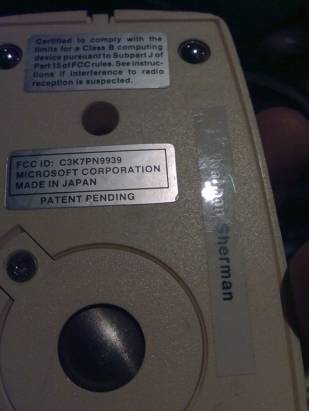 Certified to comply with the
limits for a Class B computing
device pursuant to Subpart J of
Part 15 of FCC rules. See instruc-
tions if interference to radio
reception is suspected.
FCC ID: C3K7PN9939
MICROSOFT CORPORATION
MADE IN JAPAN
PATENT PENDING
Sherman